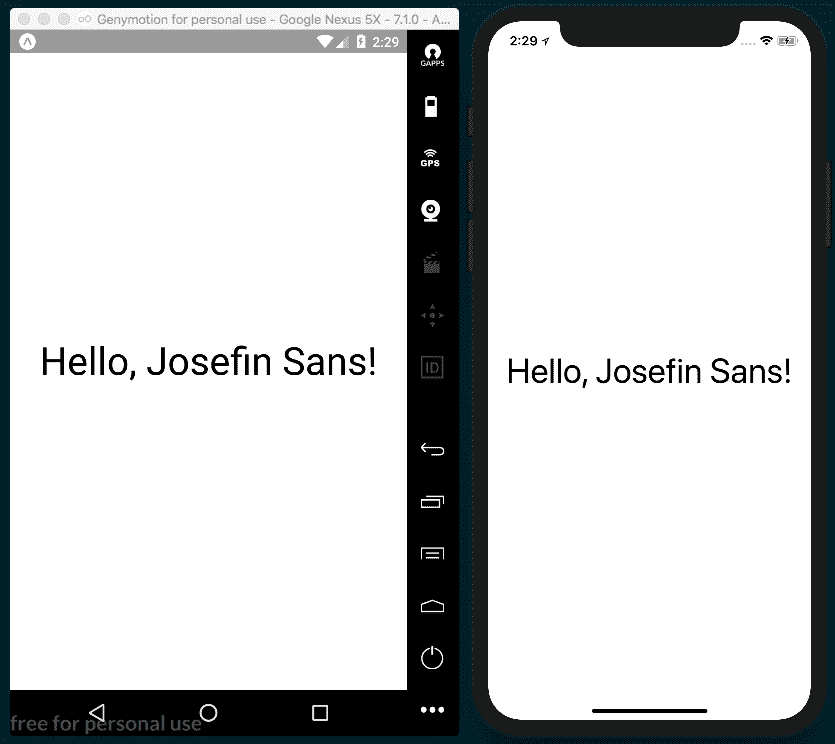 Genymotion for personal use - Google Nexus 5X - 7.1.0 - A...
2:29
GAPPS
GPS
Hello, Josefin Sans!
ID
free for personal use
2:29
Hello, Josefin Sans!